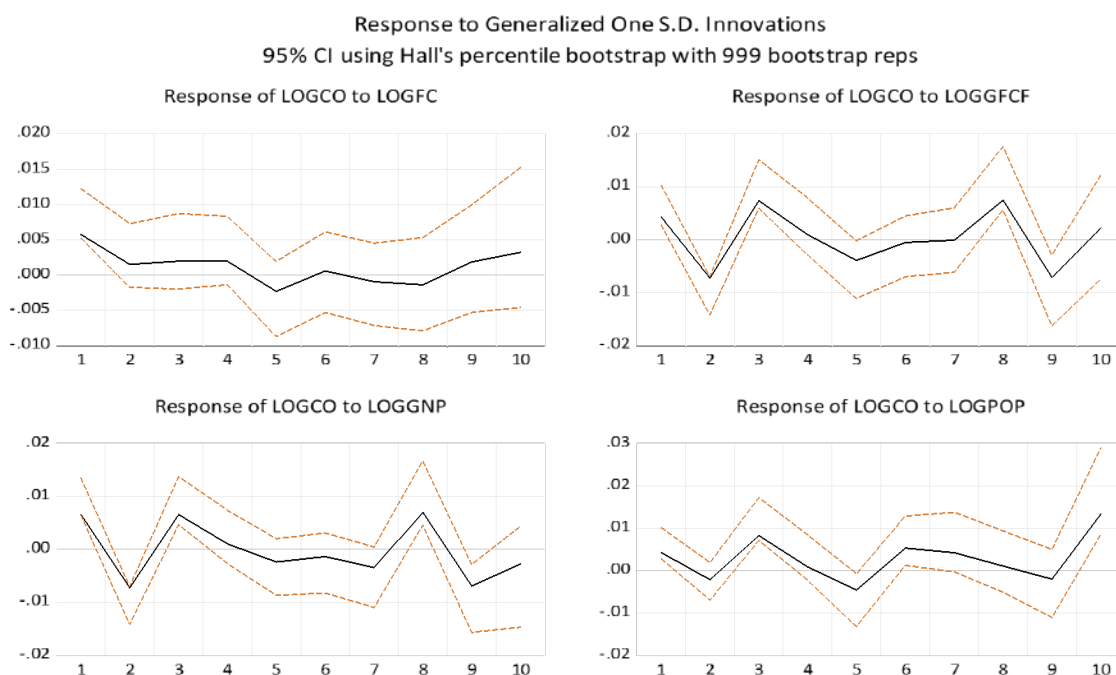 Response to Generalized One S.D. Innovations
95% CI using Hall's percentile bootstrap with 999 bootstrap reps
Response of LOGCO to LOGFC
.020
.015
.010
.005
.000
-.005
-.010
1 2 3 4 5 6 7 8 9 10
Response of LOGCO to LOGGFCF
.02
.01
.00
-.01
-.02
1 2 3 4 5 6 7 8 9 10
Response of LOGCO to LOGGNP
.02
.01
.00
-.01
-.02
1 2 3 4 5 6 7 8 9 10
Response of LOGCO to LOGPOP
.03
.02
.01
.00
-.01
-.02
1 2 3 4 5 6 7 8 9 10